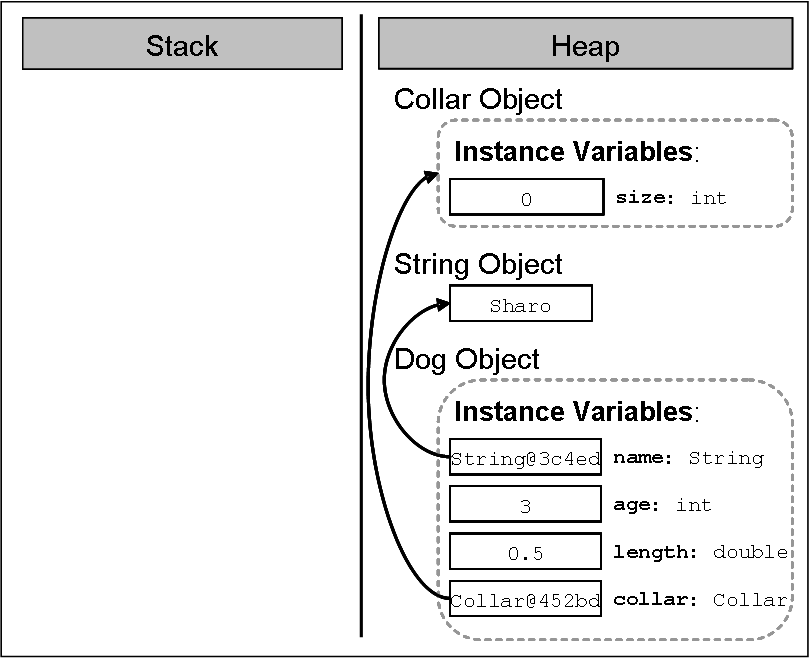 Stack
Heap
Collar Object
Instance Variables:
0 size: int
String Object
Sharo
Dog Object
Instance Variables:
String@3c4ed name: String
3 age: int
0.5 length: double
Collar@452bd collar: Collar